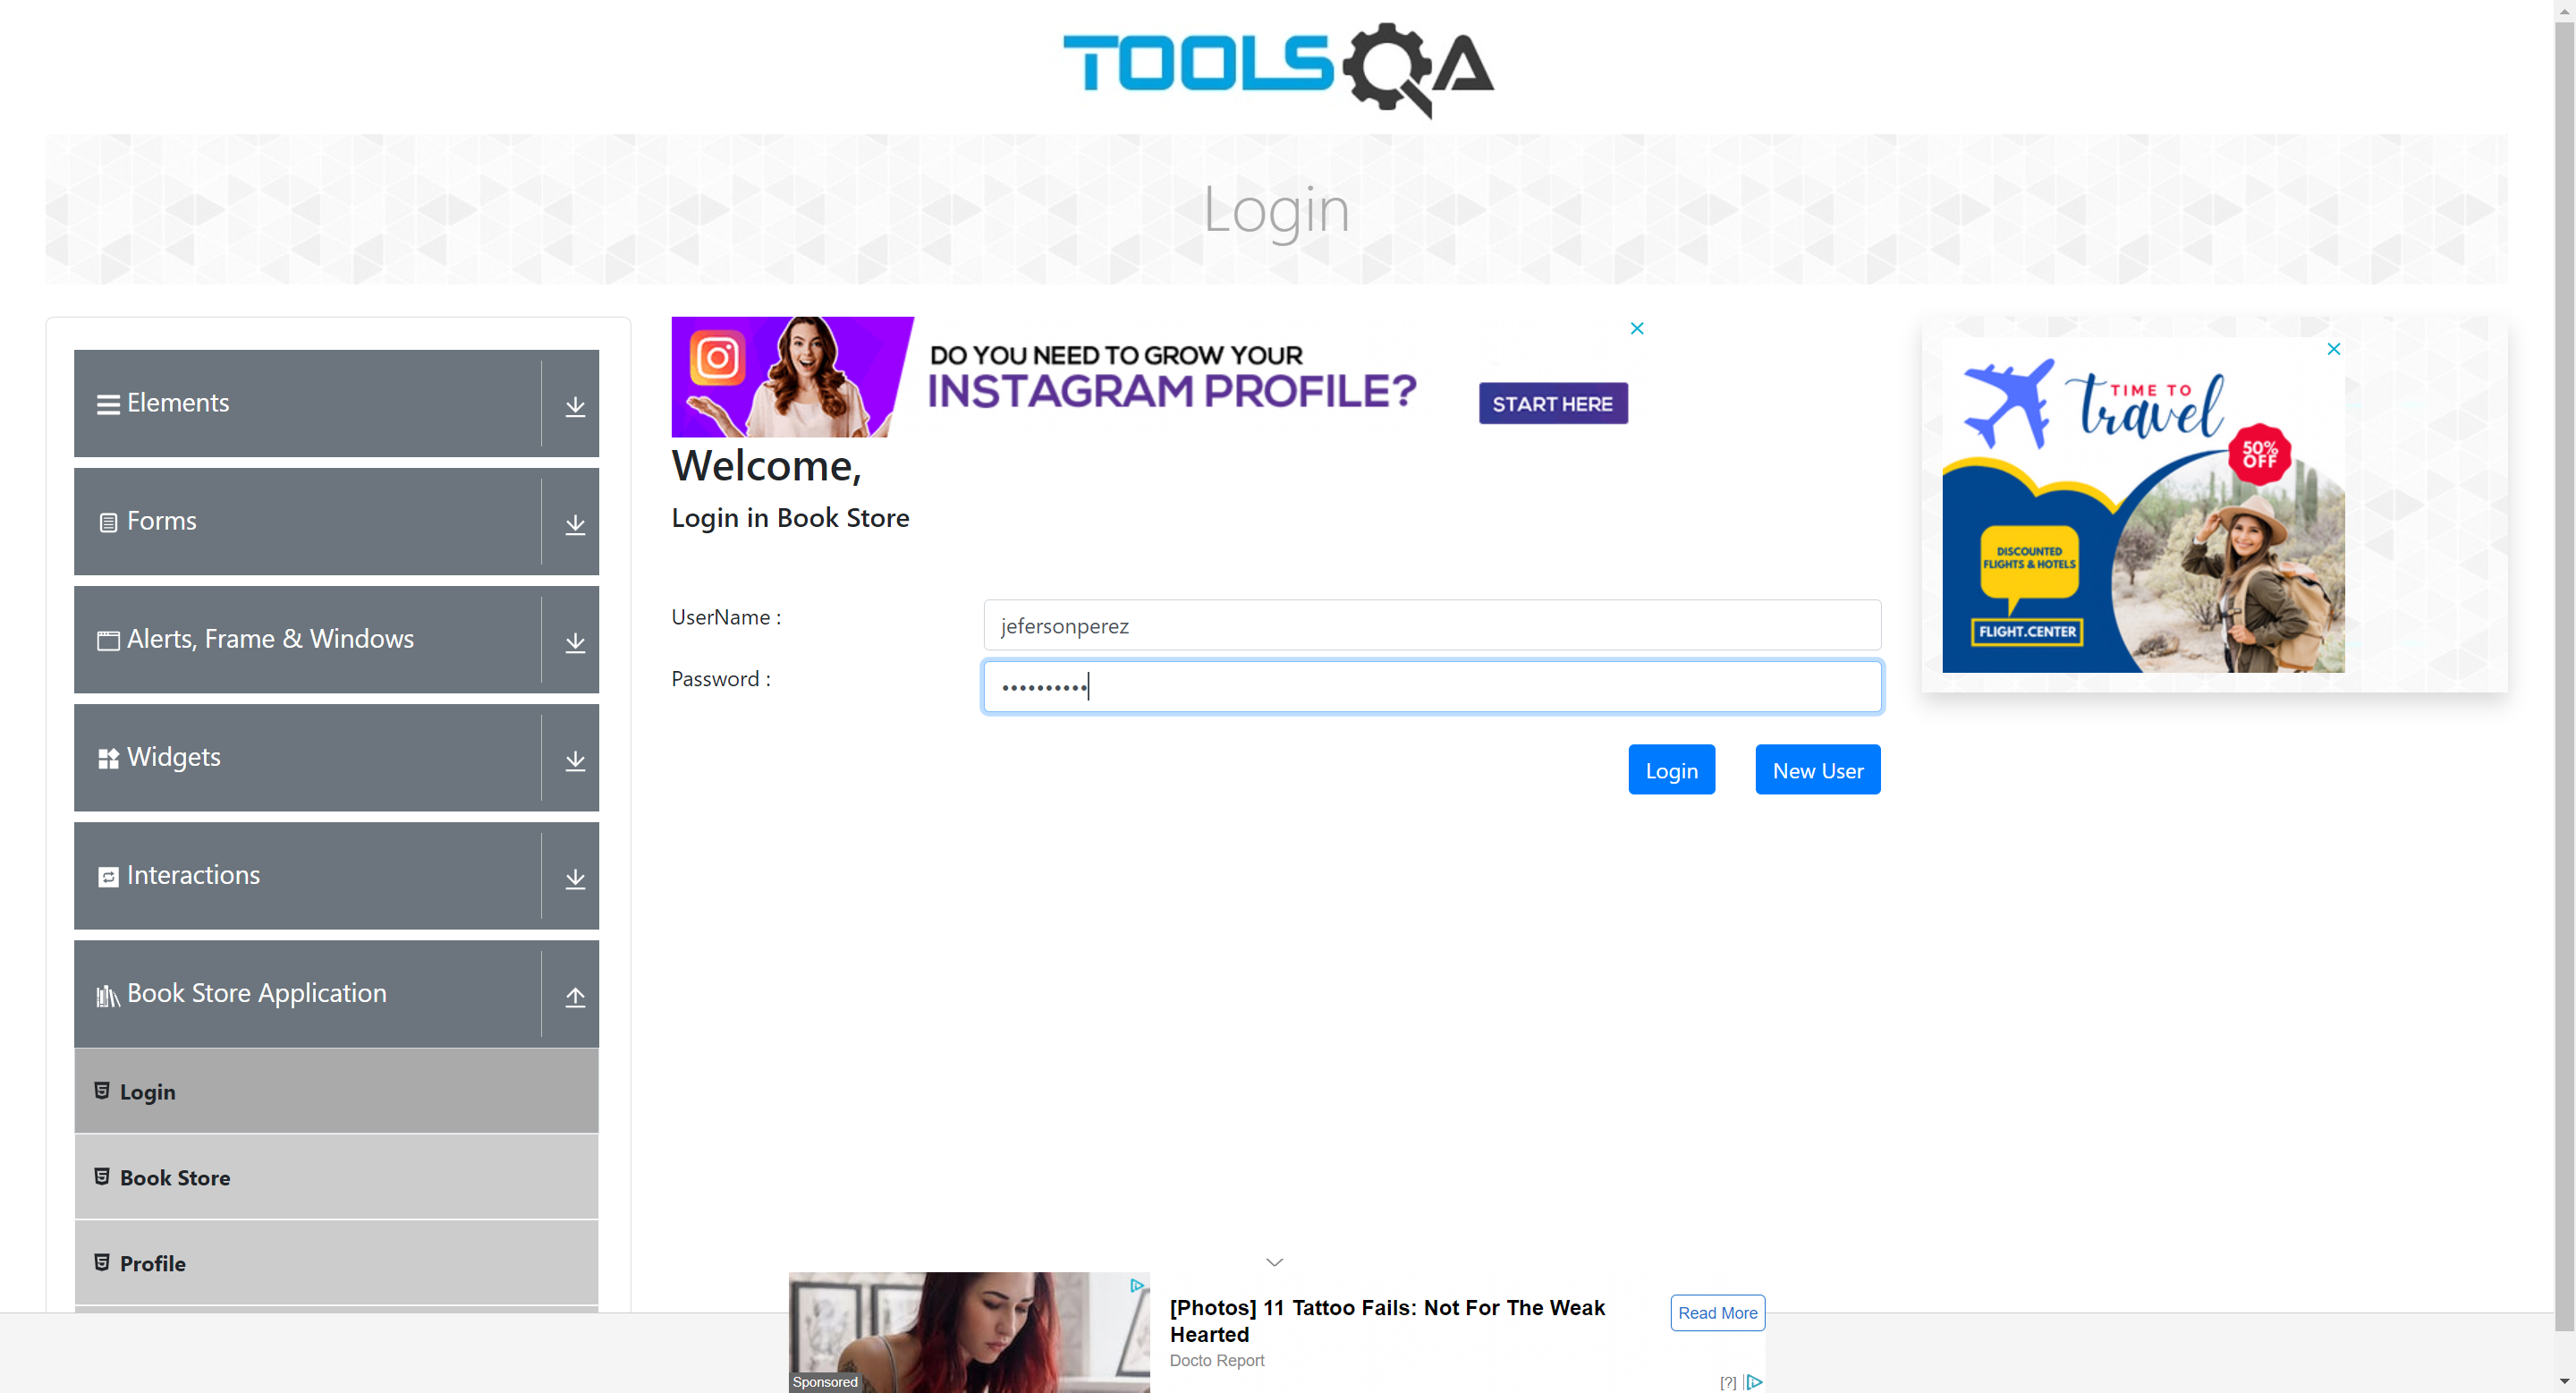 TOOLSQA
Login
Elements
Forms
Alerts, Frame & Windows
Widgets
Interactions
Book Store Application
Login
Book Store
Profile
DO YOU NEED TO GROW YOUR
INSTAGRAM PROFILE?
START HERE
Welcome,
Login in Book Store
UserName :
jefersonperez
Password :
••••••••••
Login
New User
TIME TO
travel
50%
OFF
DISCOUNTED
FLIGHTS & HOTELS
FLIGHT.CENTER
Sponsored
[Photos] 11 Tattoo Fails: Not For The Weak
Hearted
Docto Report
Read More
[?]